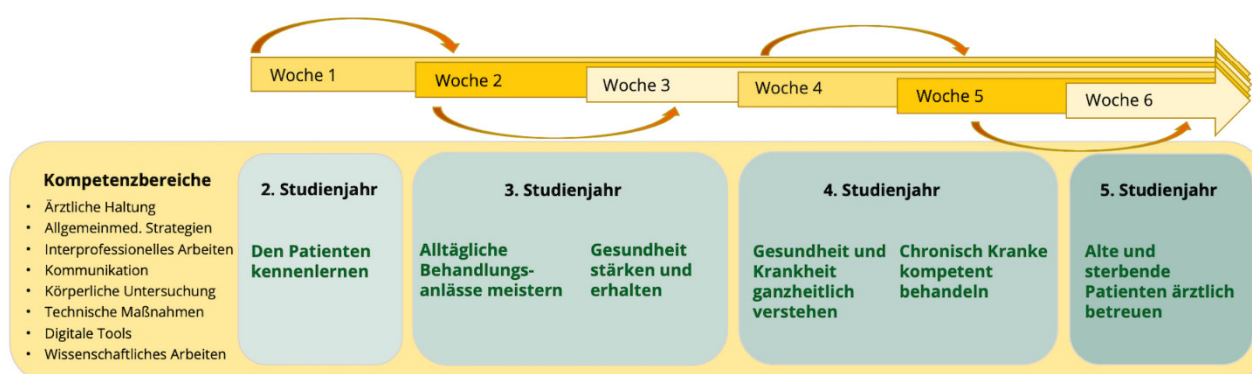 Woche 1
Woche 2
Woche 3
Woche 4
Woche 5
Woche 6
Kompetenzbereiche
• Ärztliche Haltung
• Allgemeinmed. Strategien
• Interprofessionelles Arbeiten
• Kommunikation
• Körperliche Untersuchung
• Technische Maßnahmen
• Digitale Tools
• Wissenschaftliches Arbeiten
2. Studienjahr
Den Patienten
kennenlernen
3. Studienjahr
Alltägliche
Behandlungs-
anlässe meistern
Gesundheit
stärken und
erhalten
4. Studienjahr
Gesundheit und
Krankheit
ganzheitlich
verstehen
Chronisch Kranke
kompetent
behandeln
5. Studienjahr
Alte und
sterbende
Patienten ärztlich
betreuen